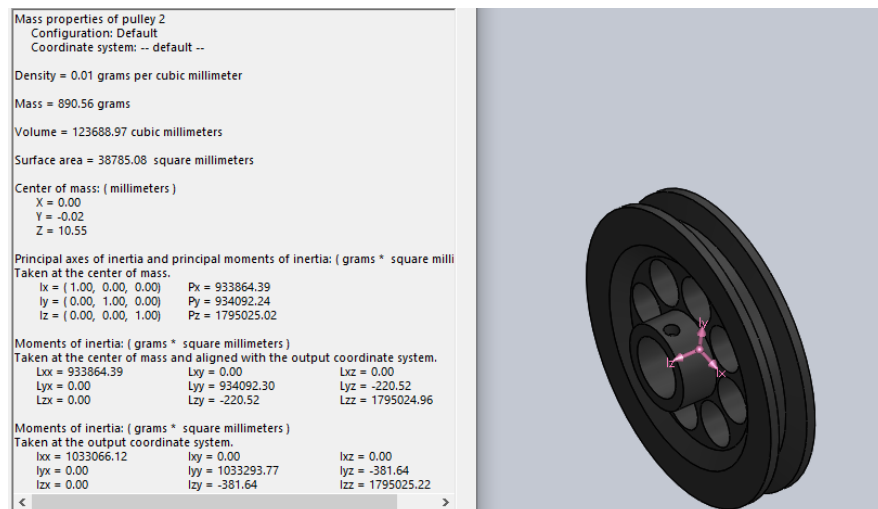 Mass properties of pulley 2
Configuration: Default
Coordinate system: -- default --
Density = 0.01 grams per cubic millimeter
Mass = 890.56 grams
Volume = 123688.97 cubic millimeters
Surface area = 38785.08 square millimeters
Center of mass: ( millimeters )
X = 0.00
Y = -0.02
Z = 10.55
Principal axes of inertia and principal moments of inertia: ( grams * square milli
Taken at the center of mass.
Ix = ( 1.00, 0.00, 0.00) Px = 933864.39
Iy = ( 0.00, 1.00, 0.00) Py = 934092.24
Iz = ( 0.00, 0.00, 1.00) Pz = 1795025.02
Moments of inertia: ( grams * square millimeters )
Taken at the center of mass and aligned with the output coordinate system.
Lxx = 933864.39 Lxy = 0.00 Lxz = 0.00
Lyx = 0.00 Lyy = 934092.30 Lyz = -220.52
Lzx = 0.00 Lzy = -220.52 Lzz = 1795024.96
Moments of inertia: ( grams * square millimeters )
Taken at the output coordinate system.
Ixx = 1033066.12 Ixy = 0.00 Ixz = 0.00
Iyx = 0.00 Iyy = 1033293.77 Iyz = -381.64
Izx = 0.00 Izy = -381.64 Izz = 1795025.22
Iy
Iz
Ix